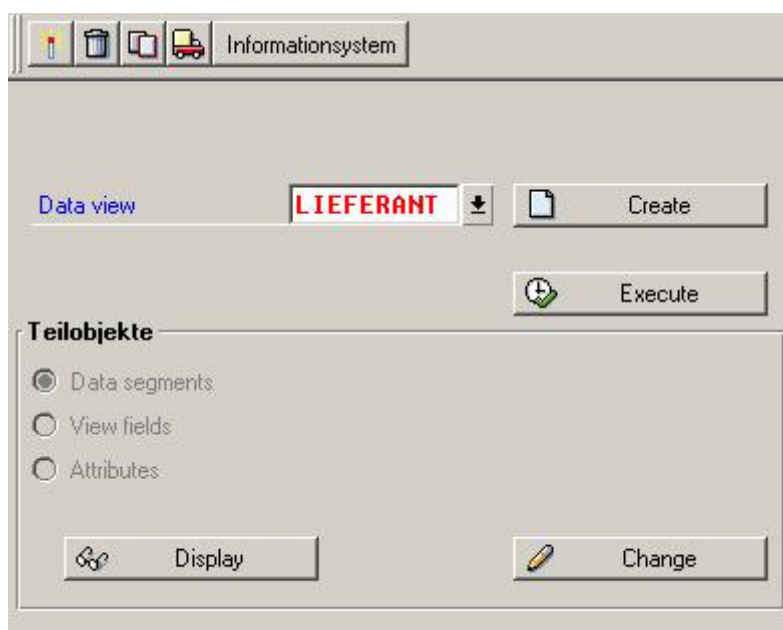 Informationsystem
Data view LIEFERANT Create
Execute
Teilobjekte
Data segments
View fields
Attributes
Display Change